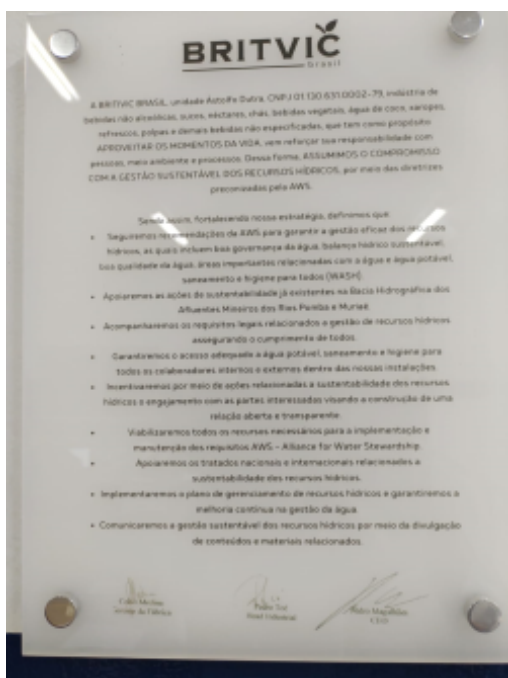 BRITVIC
brasil
A BRITVIC BRASIL, unidade Astolfo Dutra, CNPJ 01.130.631.0002-79, indústria de
bebidas não alcoólicas, sucos, néctares, chás, bebidas vegetais, água de coco, xaropes,
refrescos, polpas e demais bebidas não especificadas, que tem como propósito
APROVEITAR OS MOMENTOS DA VIDA, vem reforçar sua responsabilidade com
pessoas, meio ambiente e processos. Dessa forma, ASSUMIMOS O COMPROMISSO
COM A GESTÃO SUSTENTÁVEL DOS RECURSOS HÍDRICOS, por meio das diretrizes
preconizadas pela AWS.
Sendo assim, fortalecendo nossa estratégia, definimos que:
• Seguiremos recomendações da AWS para garantir a gestão eficaz dos recursos
hídricos, as quais incluem boa governança da água, balanço hídrico sustentável,
boa qualidade da água, áreas importantes relacionadas com a água e água potável,
saneamento e higiene para todos (WASH).
• Apoiaremos as ações de sustentabilidade já existentes na Bacia Hidrográfica dos
Afluentes Mineiros dos Rios Pomba e Muriaé.
• Acompanharemos os requisitos legais relacionados a gestão de recursos hídricos
assegurando o cumprimento de todos.
• Garantiremos o acesso adequado a água potável, saneamento e higiene para
todos os colaboradores internos e externos dentro das nossas instalações.
• Incentivaremos por meio de ações relacionadas a sustentabilidade dos recursos
hídricos o engajamento com as partes interessadas visando a construção de uma
relação aberta e transparente.
• Viabilizaremos todos os recursos necessários para a implementação e
manutenção dos requisitos AWS - Alliance for Water Stewardship.
• Apoiaremos os tratados nacionais e internacionais relacionados a
sustentabilidade dos recursos hídricos.
• Implementaremos o plano de gerenciamento de recursos hídricos e garantiremos a
melhoria contínua na gestão da água.
• Comunicaremos a gestão sustentável dos recursos hídricos por meio da divulgação
de conteúdos e materiais relacionados.
Pedro Magalhães
Gerente de Fábrica
Head Industrial
CEO